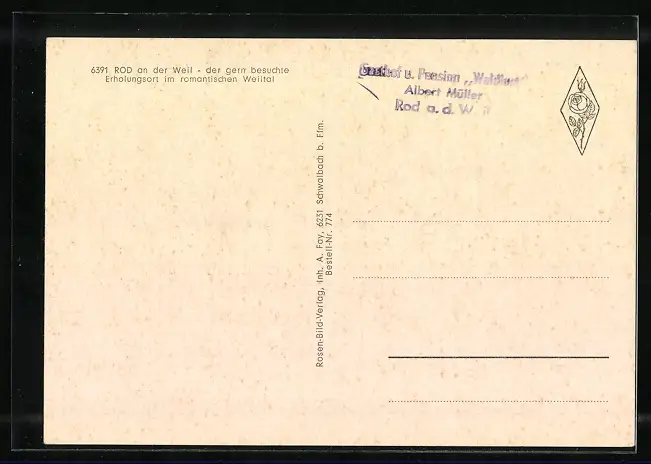 6391 ROD an der Weil - der gern besuchte
Erholungsort im romantischen Weiltal
Gasthof u. Pension
Albert Müller
Rod a. d. W
Rosen-Bild-Verlag, Inh. A. Fay, 6231 Schwalbach b. Ffm.
Bestell-Nr. 774